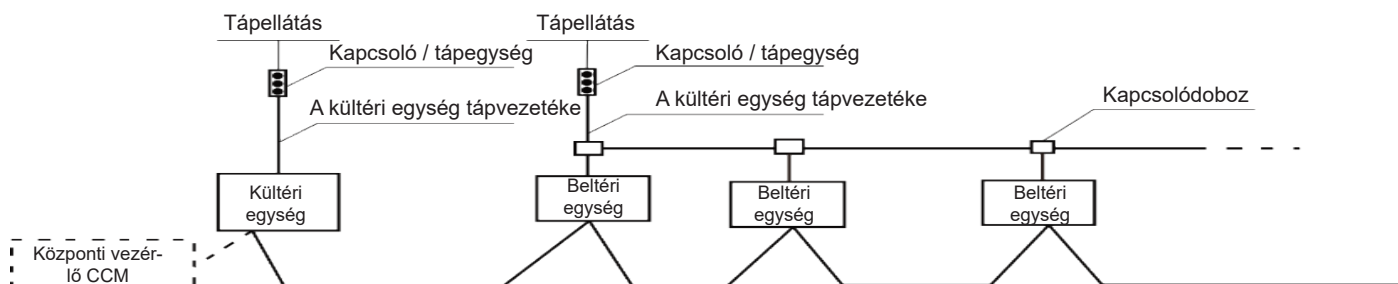 Tápellátás
Kapcsoló / tápegység
A kültéri egység tápvezetéke
Kültéri
egység
Központi vezér-
lő CCM
Tápellátás
Kapcsoló / tápegység
A kültéri egység tápvezetéke
Kapcsolódoboz
Beltéri
egység
Beltéri
egység
Beltéri
egység